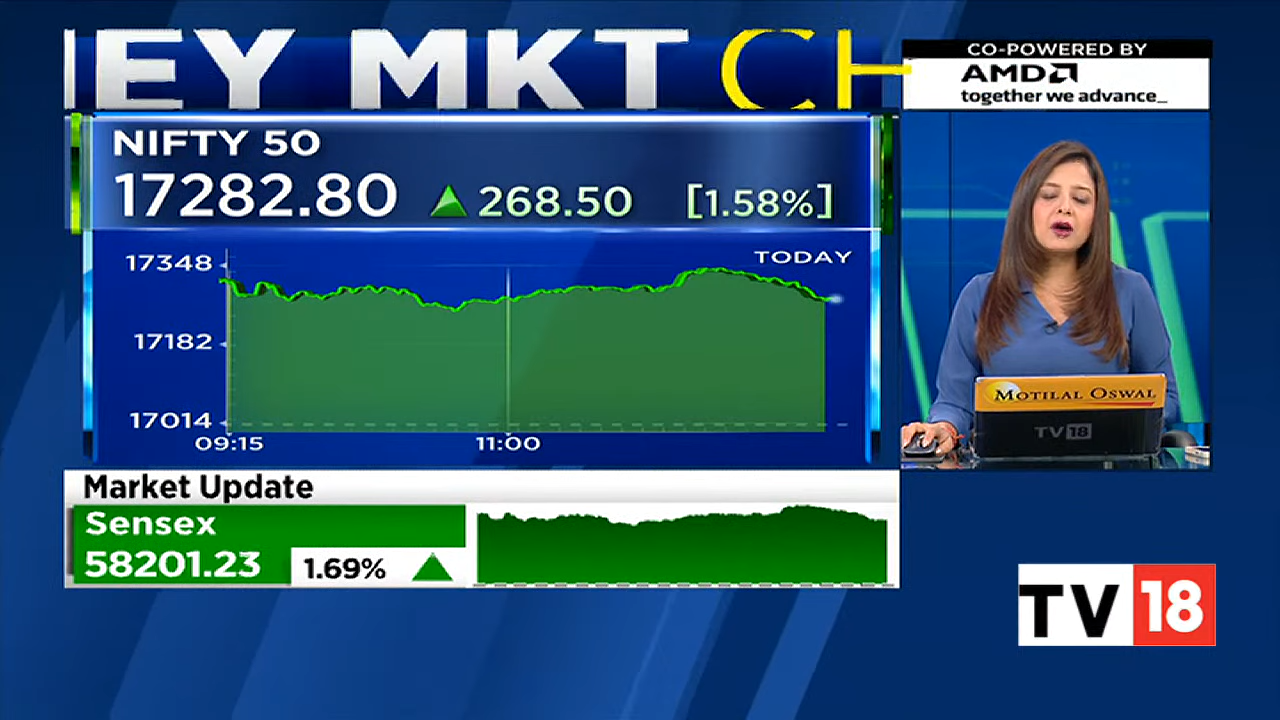 EY MKT CH
CO-POWERED BY
AMD
together we advance_
NIFTY 50
17282.80 268.50 [1.58%]
TODAY
17348
17182
17014
09:15 11:00
MOTILAL OSWAL
TV18
Market Update
Sensex
58201.23 1.69%
TV18